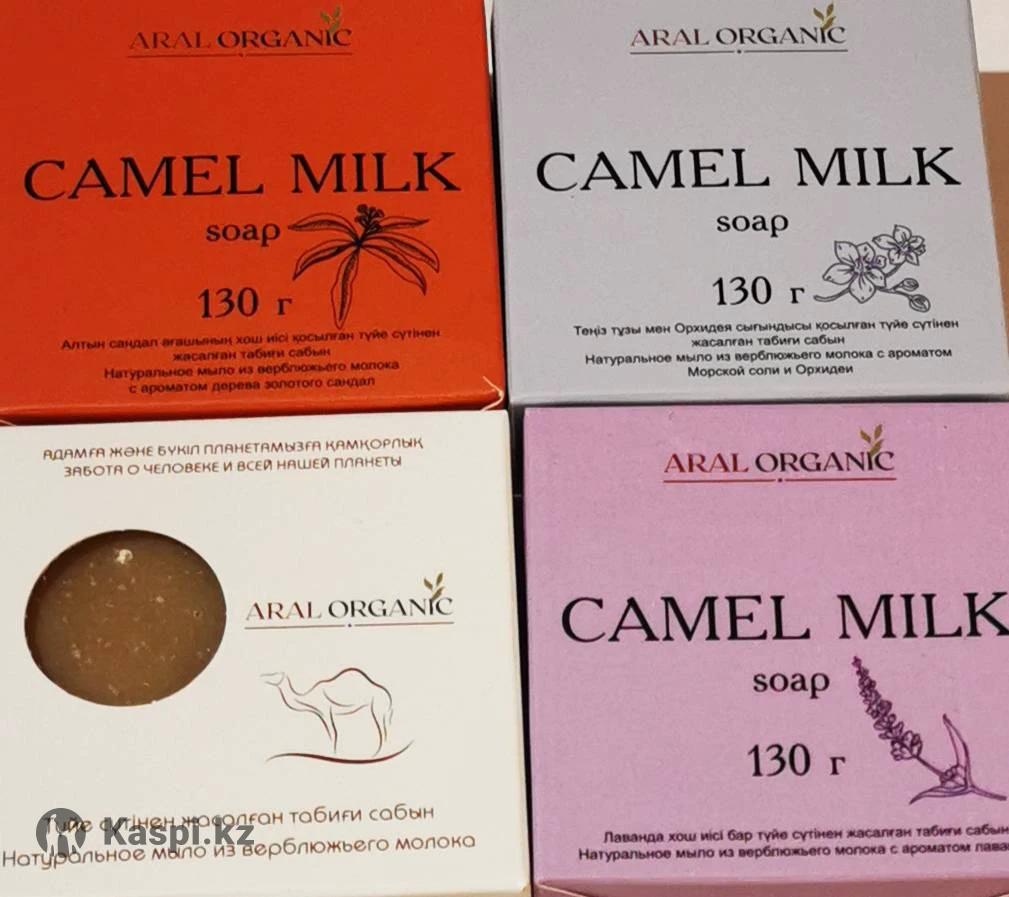 ARAL ORGANIC
CAMEL MILK
soap
130 г
Алтын сандал ағашының хош иісі қосылған түйе сүтінен
жасалған табиғи сабын
Натуральное мыло из верблюжьего молока
с ароматом дерева золотого сандал
ARAL ORGANIC
CAMEL MILK
soap
130 г
Теңіз тұзы мен Орхидея сығындысы қосылған түйе сүтінен
жасалған табиғи сабын
Натуральное мыло из верблюжьего молока с ароматом
Морской соли и Орхидеи
АДАМҒА ЖӘНЕ БҮКІЛ ПЛАНЕТАМЫЗҒА ҚАМҚОРЛЫҚ
ЗАБОТА О ЧЕЛОВЕКЕ И ВСЕЙ НАШЕЙ ПЛАНЕТЫ
ARAL ORGANIC
Түйе сүтінен жасалған табиғи сабын
Kaspi.kz
Натуральное мыло из верблюжьего молока
ARAL ORGANIC
CAMEL MILK
soap
130 г
Лаванда хош иісі бар түйе сүтінен жасалған табиғи сабын
Натуральное мыло из верблюжьего молока с ароматом лава